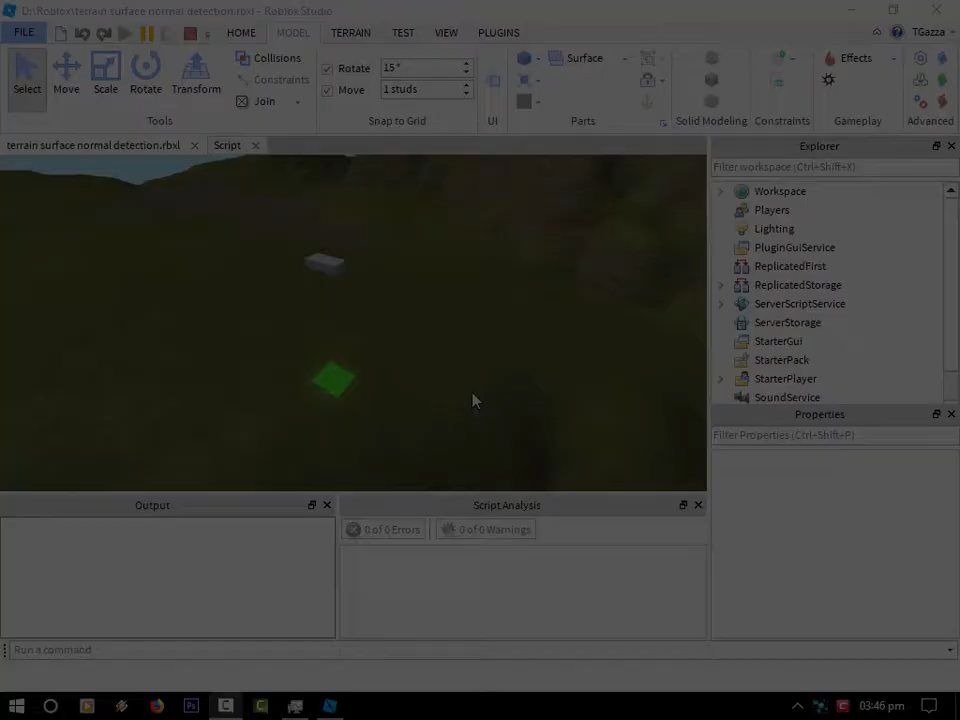 D:\Roblox\terrain surface normal detection.rbxl - Roblox Studio
FILE HOME MODEL TERRAIN TEST VIEW PLUGINS TGazza
Select Move Scale Rotate Transform
Collisions
Constraints
Join
Tools
Rotate 15 °
Move 1 studs
Snap to Grid
UI
Surface
Parts
Solid Modeling
Constraints
Effects
Gameplay
Advanced
terrain surface normal detection.rbxl
Script
Explorer
Filter workspace (Ctrl+Shift+X)
Workspace
Players
Lighting
PluginGuiService
ReplicatedFirst
ReplicatedStorage
ServerScriptService
ServerStorage
StarterGui
StarterPack
StarterPlayer
SoundService
Properties
Filter Properties (Ctrl+Shift+P)
Output
Script Analysis
0 of 0 Errors
0 of 0 Warnings
Run a command
03:46 pm